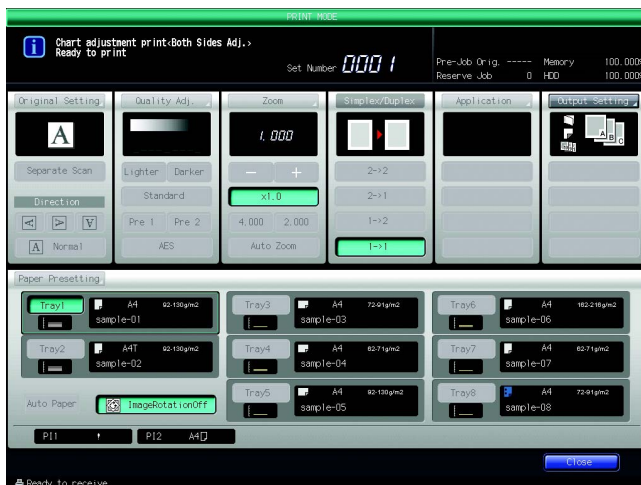 PRINT MODE
Chart adjustment print<Both Sides Adj.>
Ready to print
Set Number 0001
Pre-Job Orig. -----
Memory 100.000%
Reserve Job 0
HDD 100.000%
Original Setting
Quality Adj.
Zoom
Simplex/Duplex
Application
Output Setting
A
1.000
A B C
Separate Scan
Lighter Darker
− +
2->2
Direction
Standard
x1.0
2->1
A A A
Pre 1 Pre 2
4.000 2.000
1->2
A Normal
AES
Auto Zoom
1->1
Paper Presetting
Tray1 A4 92-130g/m2
sample-01
Tray3 A4 72-91g/m2
sample-03
Tray6 A4 162-216g/m2
sample-06
Tray2 A4T 92-130g/m2
sample-02
Tray4 A4 62-71g/m2
sample-04
Tray7 A4 62-71g/m2
sample-07
Auto Paper
ImageRotationOff
Tray5 A4 92-130g/m2
sample-05
Tray8 A4 72-91g/m2
sample-08
PI1
PI2 A4
Close
Ready to receive